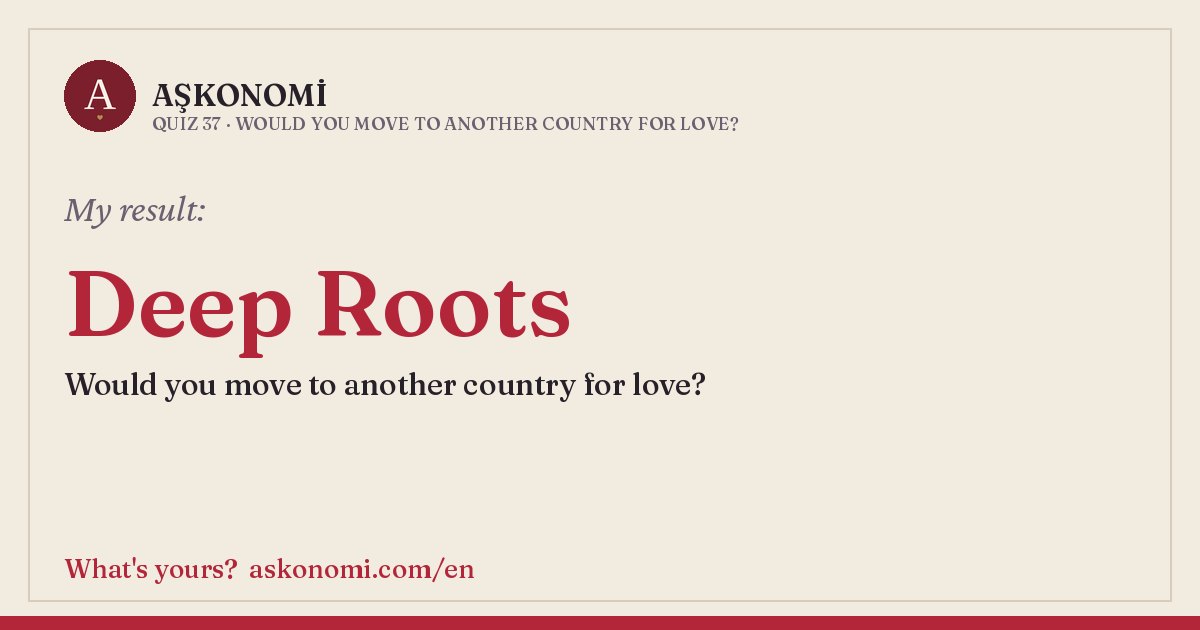 A
AŞKONOMİ
QUIZ 37 · WOULD YOU MOVE TO ANOTHER COUNTRY FOR LOVE?
My result:
Deep Roots
Would you move to another country for love?
What's yours? askonomi.com/en